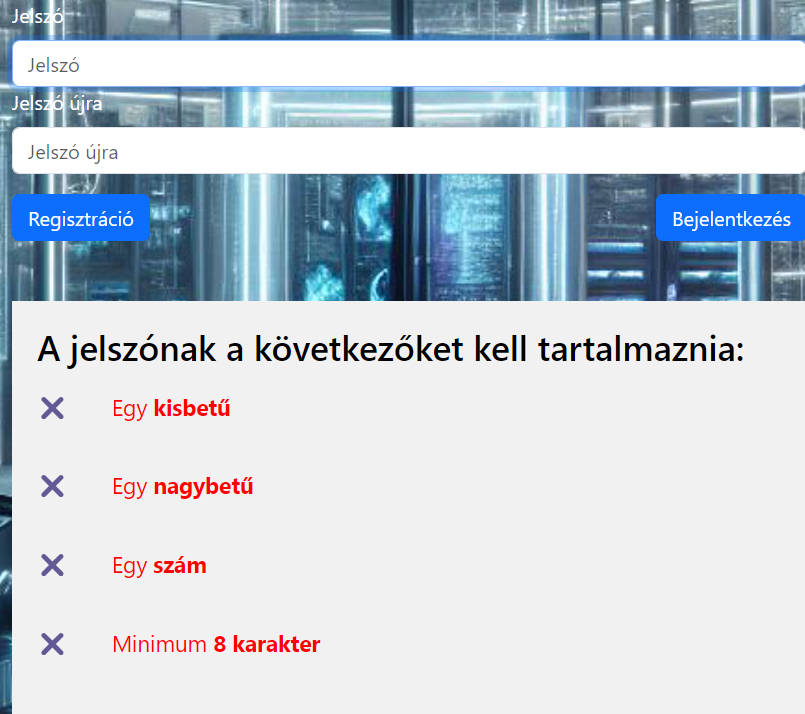 Jelszó
Jelszó
Jelszó újra
Jelszó újra
Regisztráció
Bejelentkezés
A jelszónak a következőket kell tartalmaznia:
Egy kisbetű
Egy nagybetű
Egy szám
Minimum 8 karakter